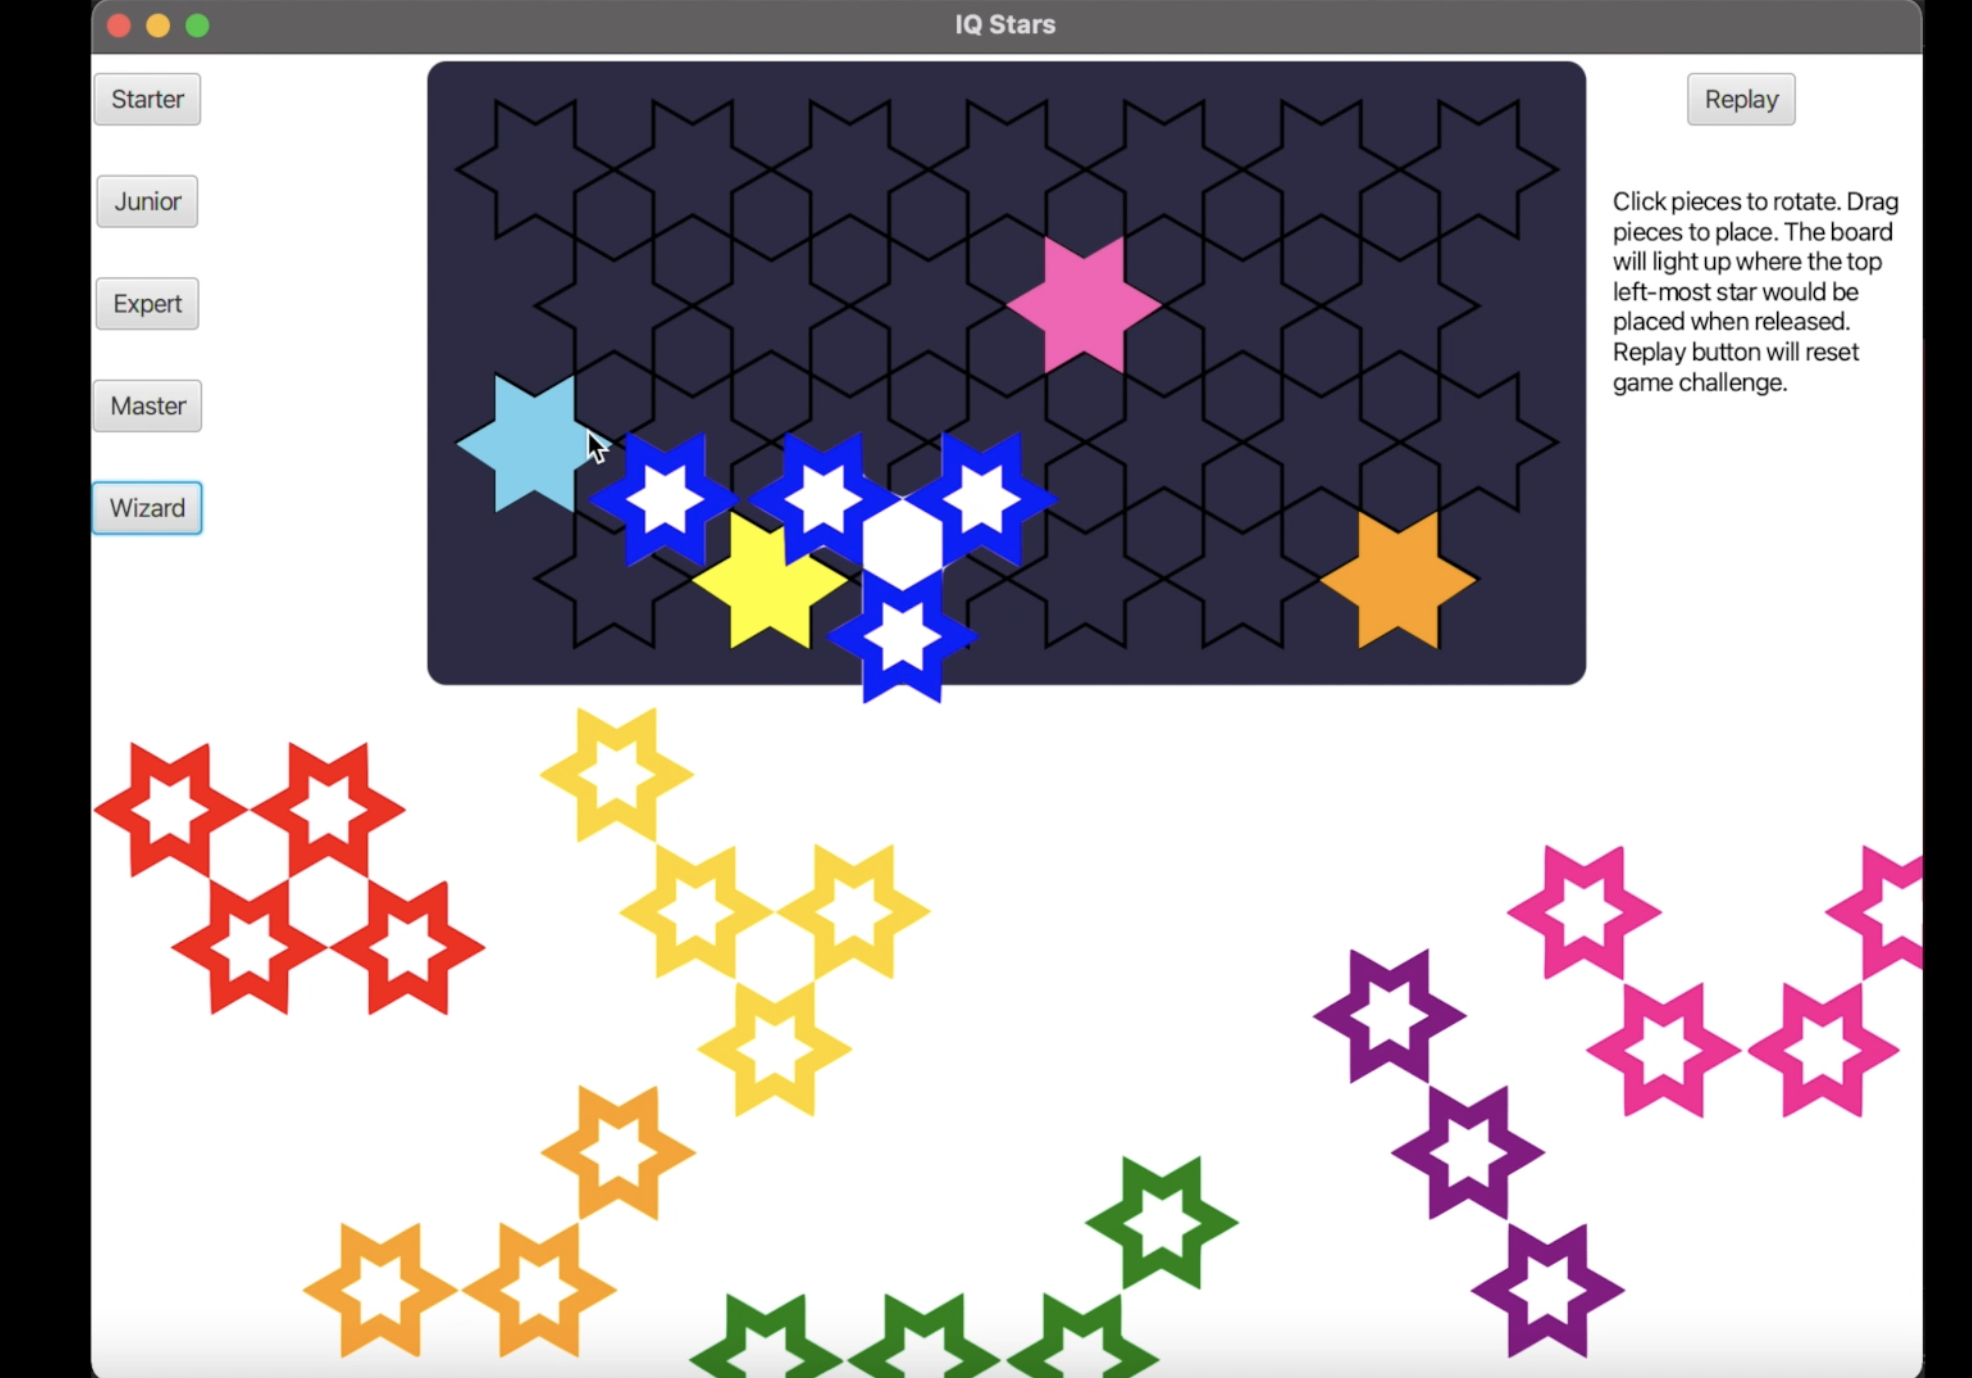 IQ Stars
Starter
Replay
Junior
Expert
Master
Wizard
Click pieces to rotate. Drag
pieces to place. The board
will light up where the top
left-most star would be
placed when released.
Replay button will reset
game challenge.